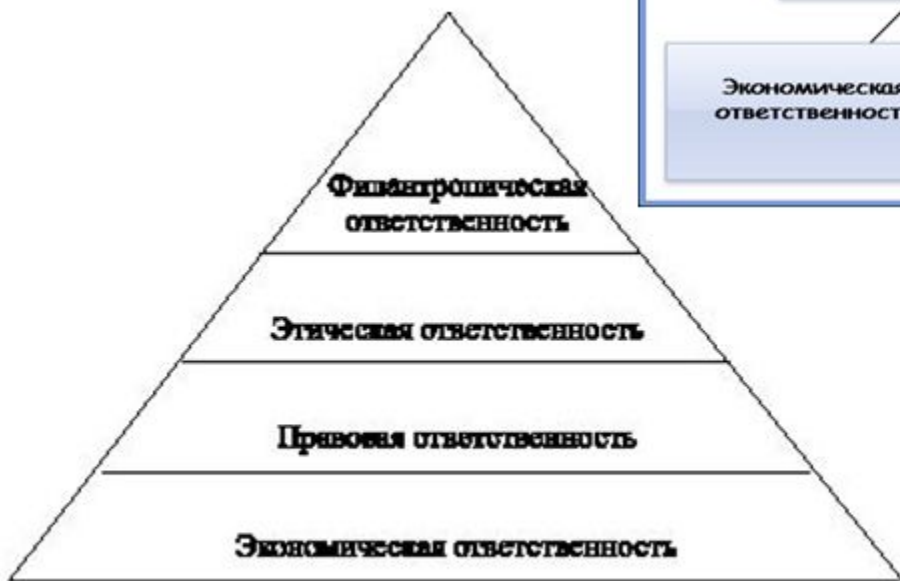 Экономическая
ответственност
Филантропическая
ответственность
Этическая ответственность
Правовая ответственность
Экономическая ответственность